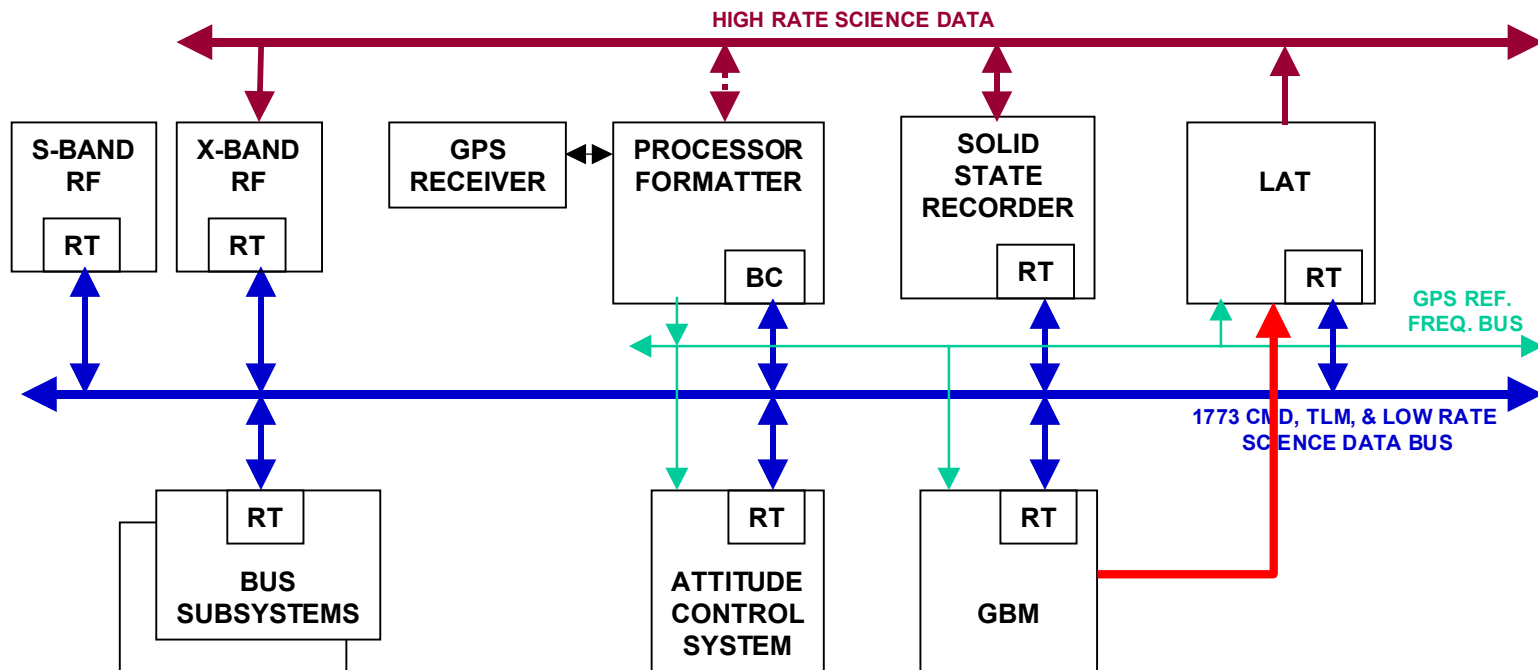 HIGH RATE SCIENCE DATA
S-BAND
RF
RT
X-BAND
RF
RT
GPS
RECEIVER
PROCESSOR
FORMATTER
BC
SOLID
STATE
RECORDER
RT
LAT
RT
GPS REF.
FREQ. BUS
1773 CMD, TLM, & LOW RATE
SCIENCE DATA BUS
RT
BUS
SUBSYSTEMS
RT
ATTITUDE
CONTROL
SYSTEM
RT
GBM